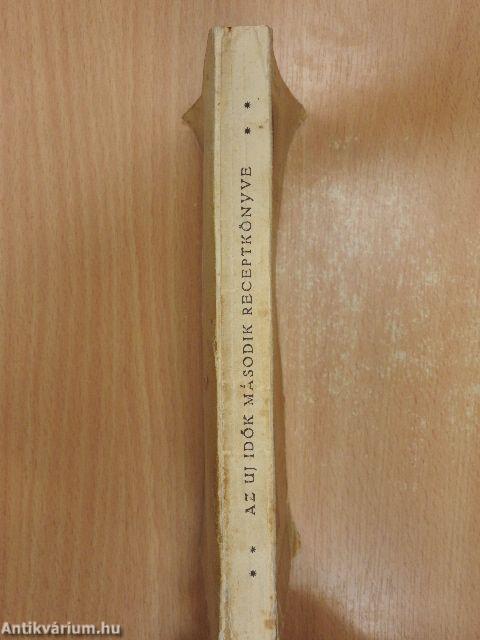 * * AZ UJ IDŐK MÁSODIK RECEPTKÖNYVE * *
Antikvárium.hu